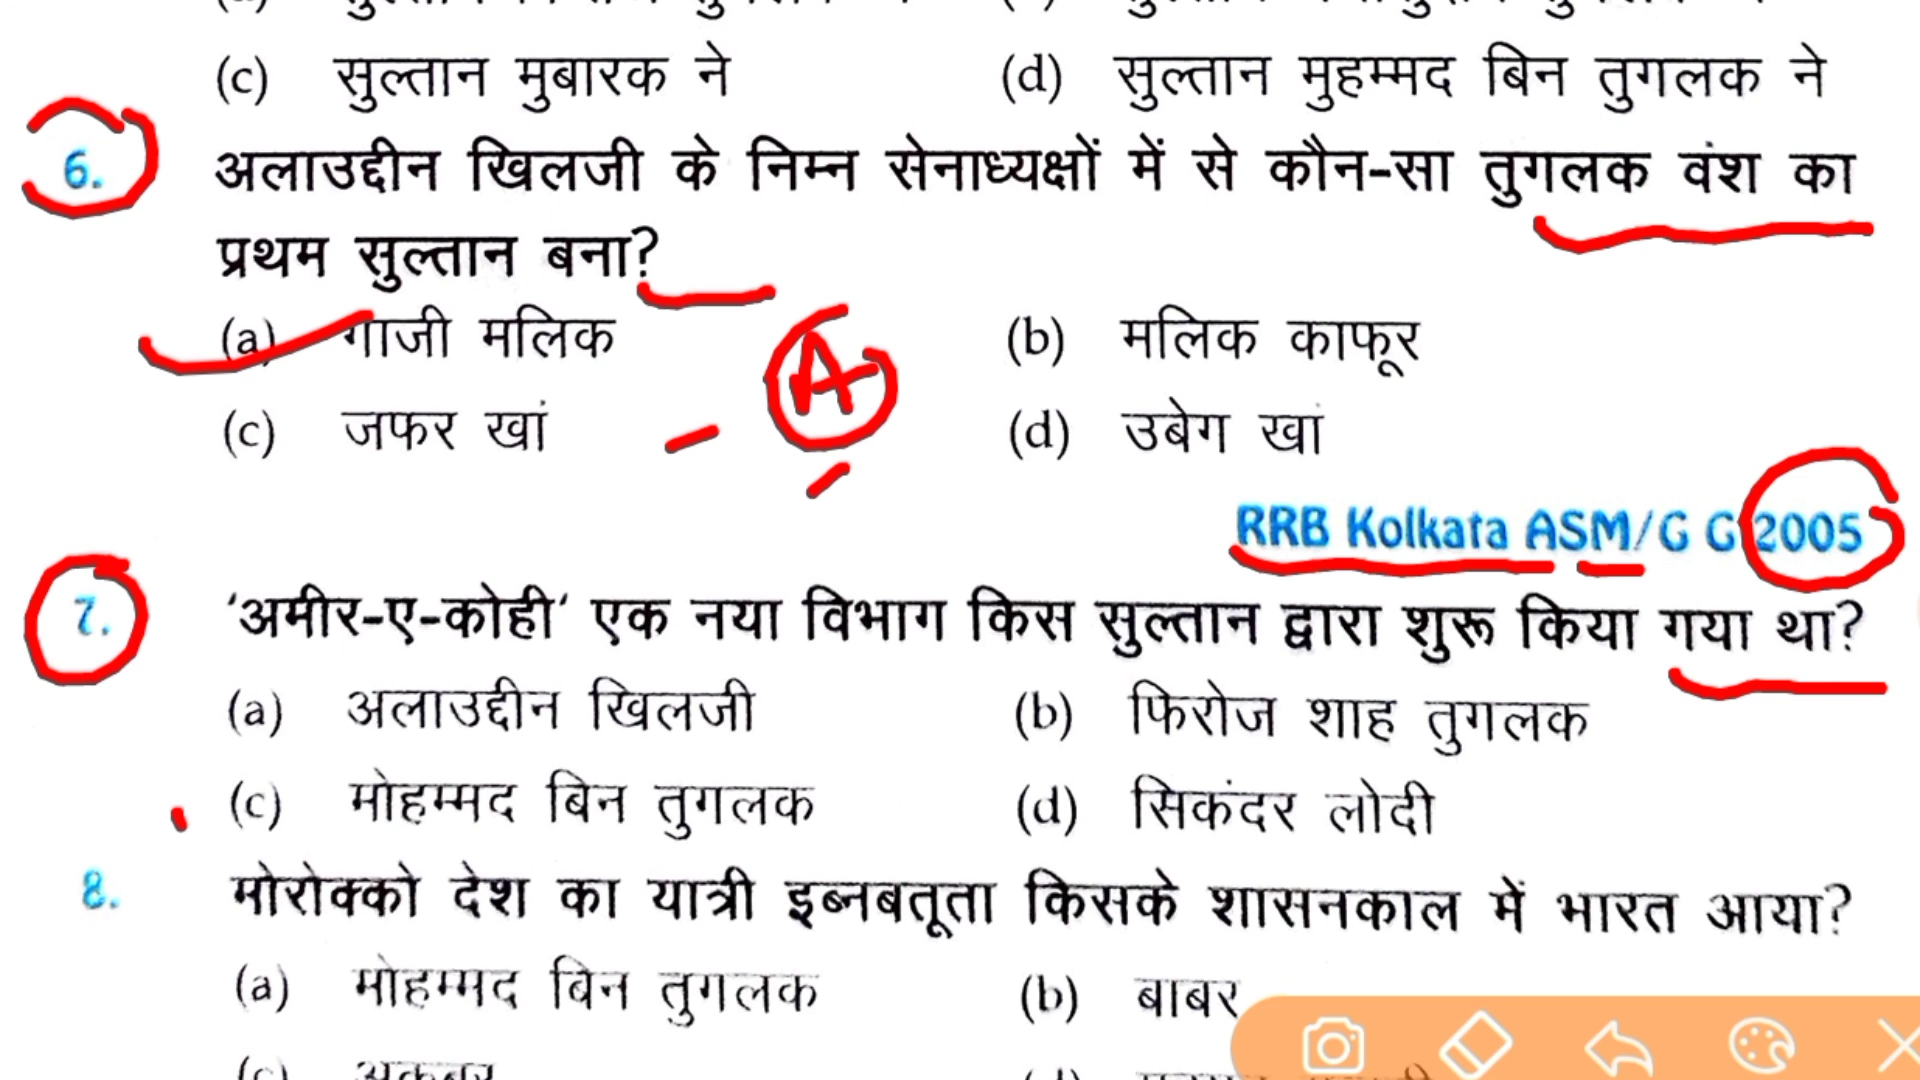 (c) सुल्तान मुबारक ने (d) सुल्तान मुहम्मद बिन तुगलक ने
6. अलाउद्दीन खिलजी के निम्न सेनाध्यक्षों में से कौन-सा तुगलक वंश का
प्रथम सुल्तान बना?
(a) गाजी मलिक (b) मलिक काफूर
A
(c) जफर खां (d) उबेग खां
RRB Kolkata ASM/G G 2005
7. 'अमीर-ए-कोही' एक नया विभाग किस सुल्तान द्वारा शुरू किया गया था?
(a) अलाउद्दीन खिलजी (b) फिरोज शाह तुगलक
(c) मोहम्मद बिन तुगलक (d) सिकंदर लोदी
8. मोरोक्को देश का यात्री इब्नबतूता किसके शासनकाल में भारत आया?
(a) मोहम्मद बिन तुगलक (b) बाबर
(c) अकबर